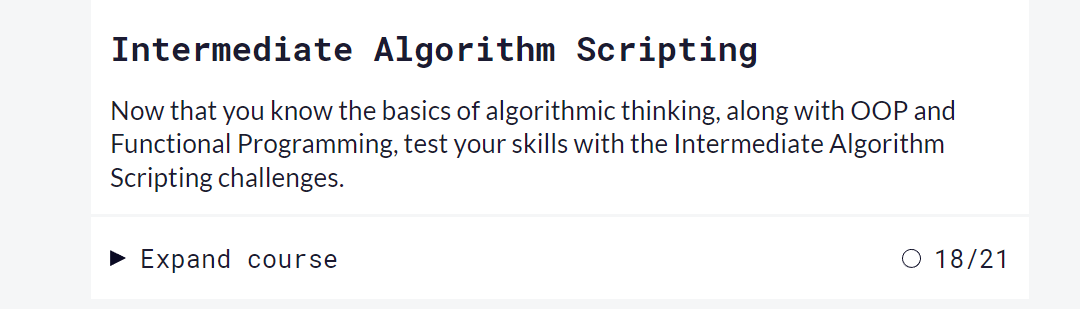 Intermediate Algorithm Scripting
Now that you know the basics of algorithmic thinking, along with OOP and
Functional Programming, test your skills with the Intermediate Algorithm
Scripting challenges.
Expand course 18/21